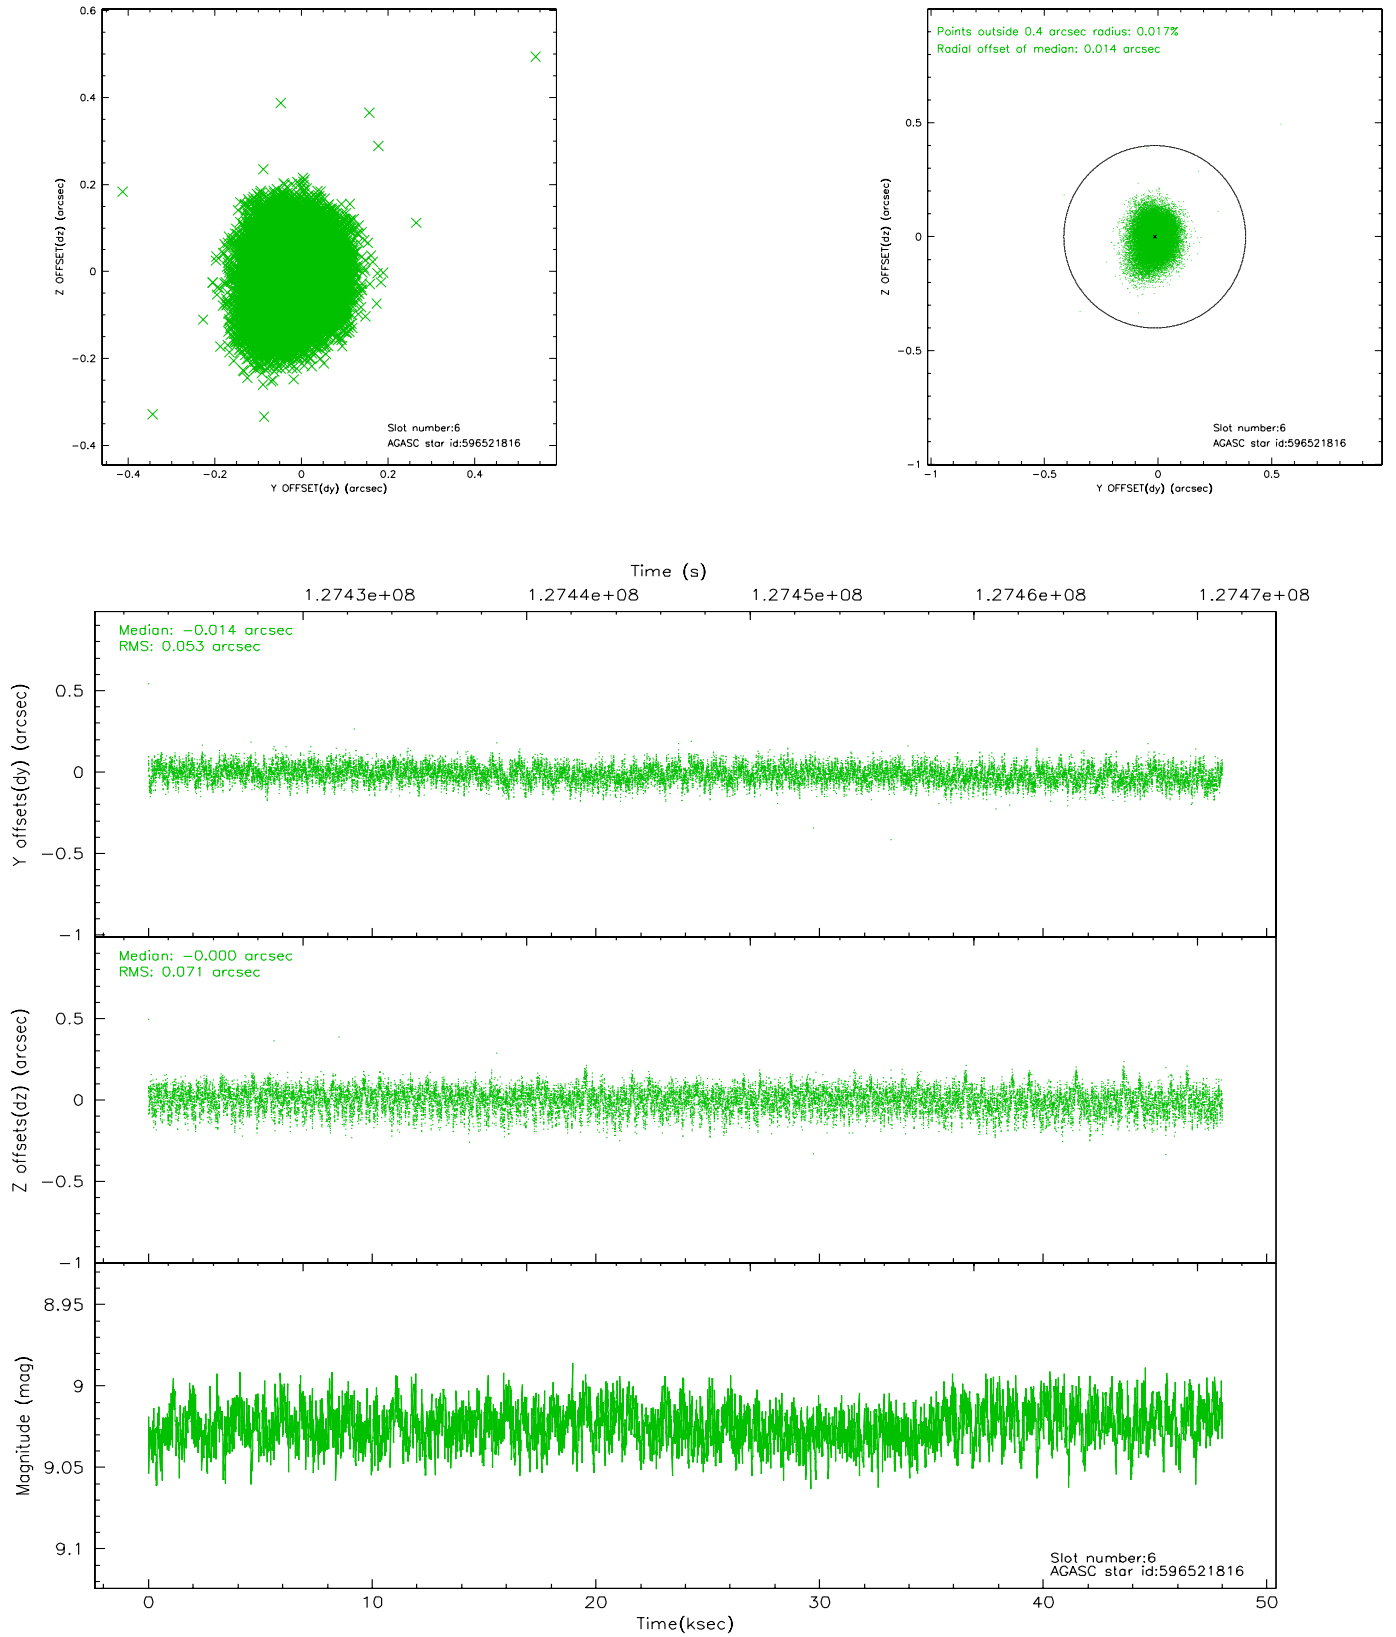 0.6
0.4
0.2
0
−0.2
−0.4
Z OFFSET(dz) (arcsec)
Slot number:6
AGASC star id:596521816
−0.4 −0.2 0 0.2 0.4
Y OFFSET(dy) (arcsec)
Points outside 0.4 arcsec radius: 0.017%
Radial offset of median: 0.014 arcsec
0.5
0
−0.5
−1
Z OFFSET(dz) (arcsec)
Slot number:6
AGASC star id:596521816
−1 −0.5 0 0.5
Y OFFSET(dy) (arcsec)
Time (s)
1.2743e+08 1.2744e+08 1.2745e+08 1.2746e+08 1.2747e+08
Median: −0.014 arcsec
RMS: 0.053 arcsec
0.5
0
−0.5
−1
Y offsets(dy) (arcsec)
Median: −0.000 arcsec
RMS: 0.071 arcsec
0.5
0
−0.5
−1
Z offsets(dz) (arcsec)
8.95
9
9.05
9.1
Magnitude (mag)
Slot number:6
AGASC star id:596521816
0 10 20 30 40 50
Time(ksec)